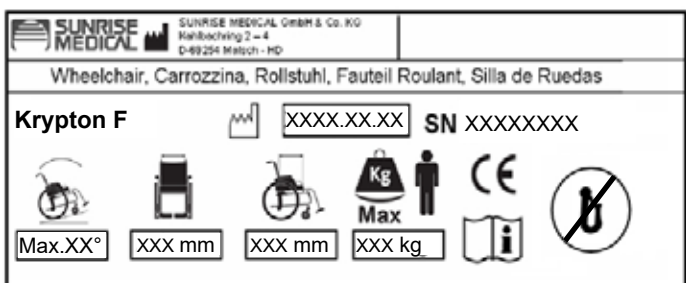 SUNRISE MEDICAL
SUNRISE MEDICAL GmbH & Co. KG
Kahlbachring 2 – 4
D-69254 Malsch - HD
Wheelchair, Carrozzina, Rollstuhl, Fauteil Roulant, Silla de Ruedas
Krypton F XXXX.XX.XX SN XXXXXXXX
Kg
Max
CE
i
Max.XX° XXX mm XXX mm XXX kg